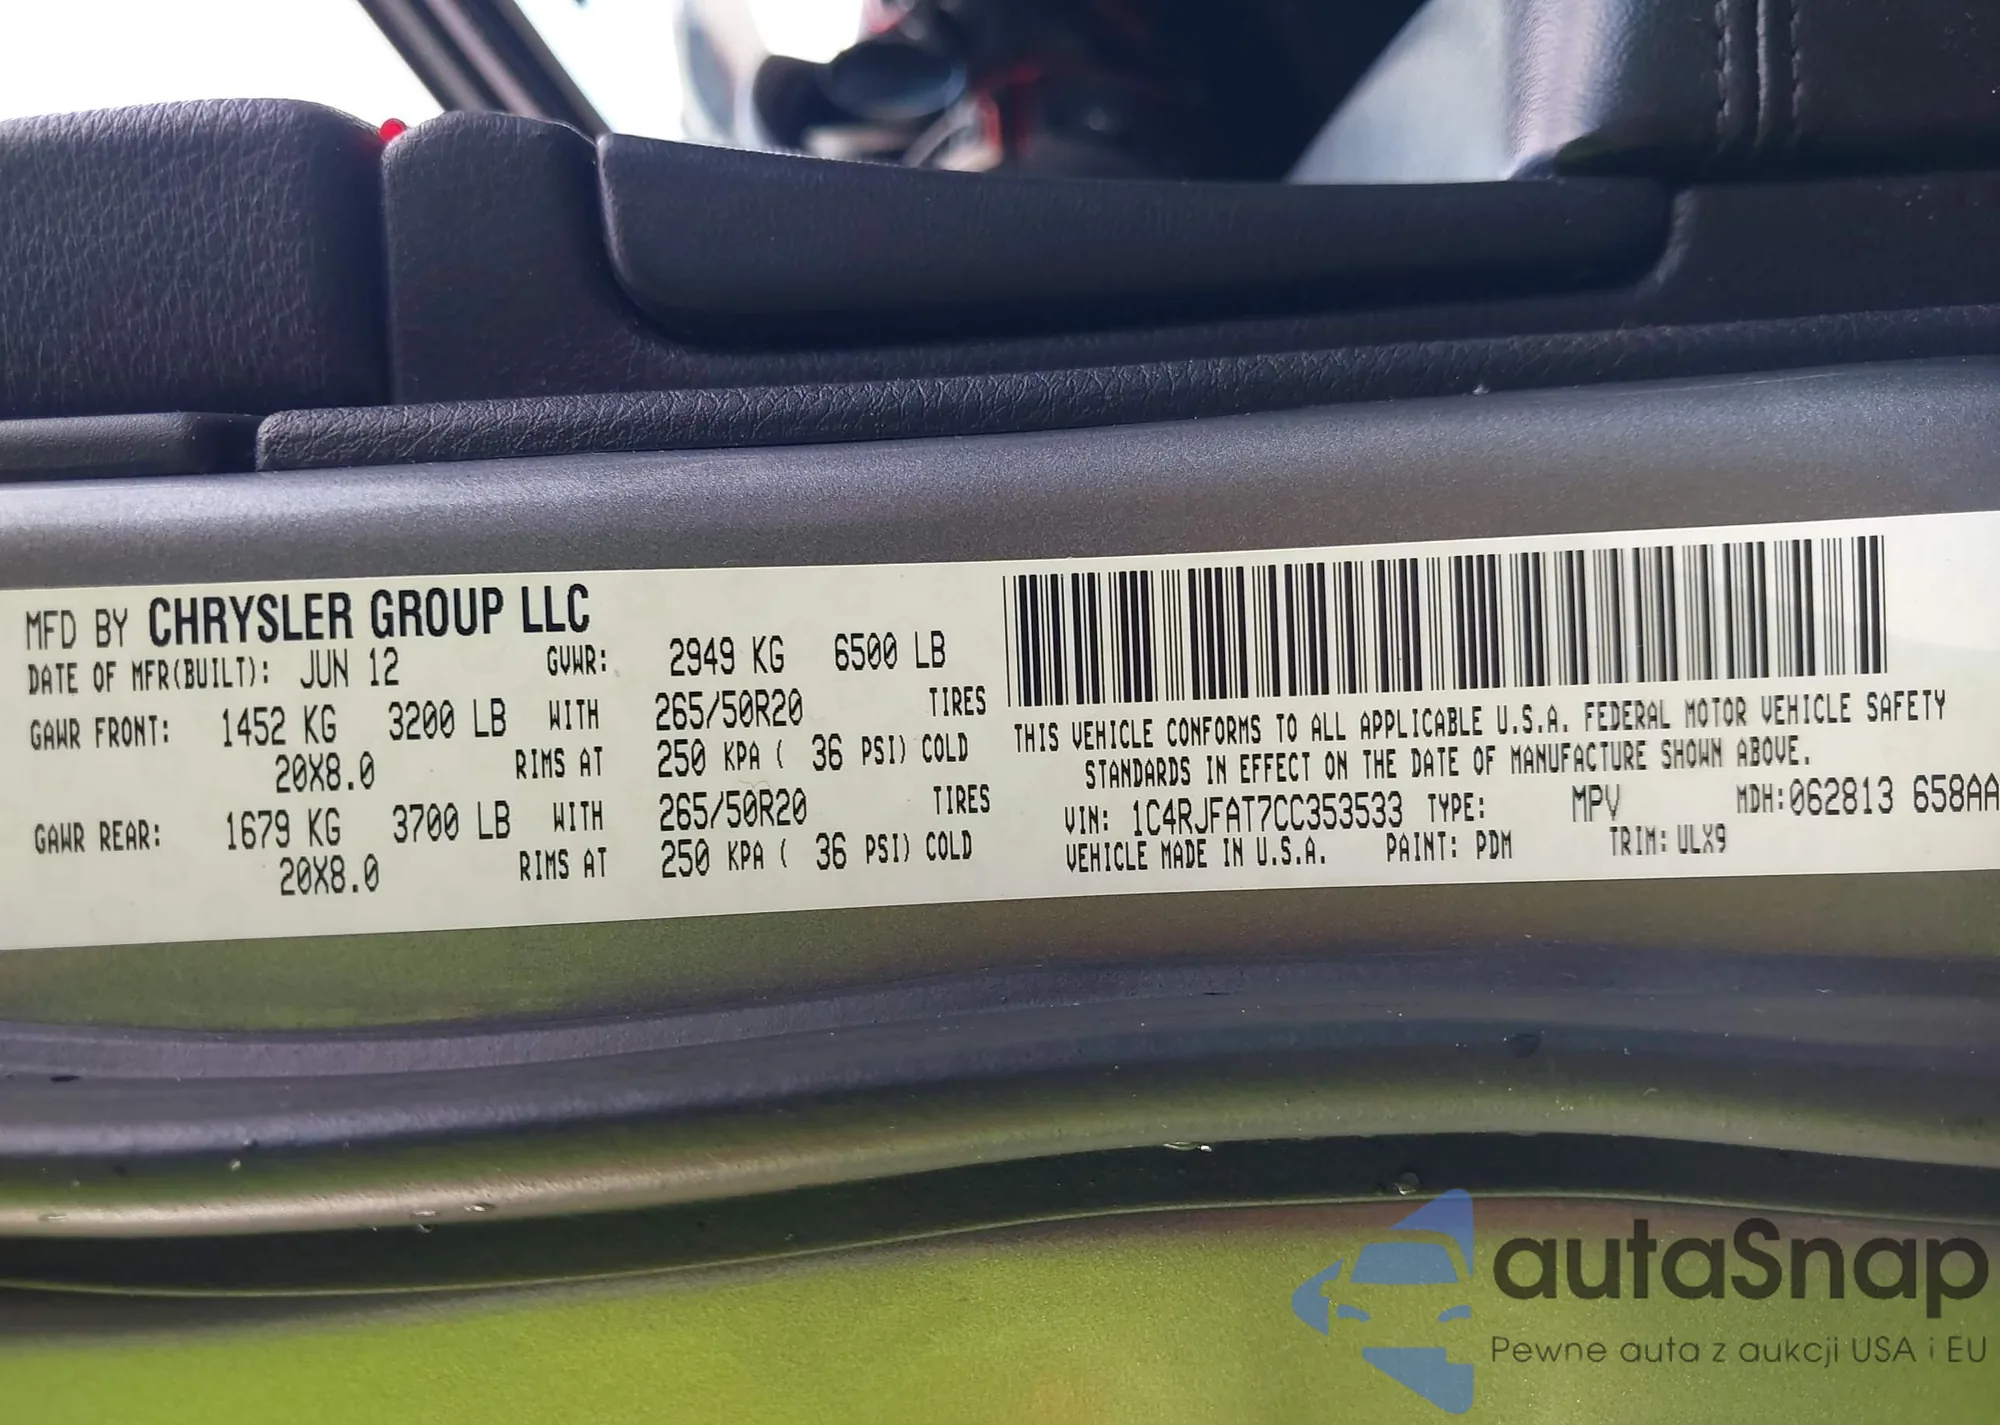 MFD BY CHRYSLER GROUP LLC
DATE OF MFR(BUILT): JUN 12 GVWR: 2949 KG 6500 LB
GAWR FRONT: 1452 KG 3200 LB WITH 265/50R20 TIRES
20X8.0 RIMS AT 250 KPA ( 36 PSI) COLD
GAWR REAR: 1679 KG 3700 LB WITH 265/50R20 TIRES
20X8.0 RIMS AT 250 KPA ( 36 PSI) COLD
THIS VEHICLE CONFORMS TO ALL APPLICABLE U.S.A. FEDERAL MOTOR VEHICLE SAFETY
STANDARDS IN EFFECT ON THE DATE OF MANUFACTURE SHOWN ABOVE.
VIN: 1C4RJFAT7CC353533 TYPE: MPV MDH:062813 658AA
VEHICLE MADE IN U.S.A. PAINT: PDM TRIM: ULX9
autaSnap
Pewne auta z aukcji USA i EU